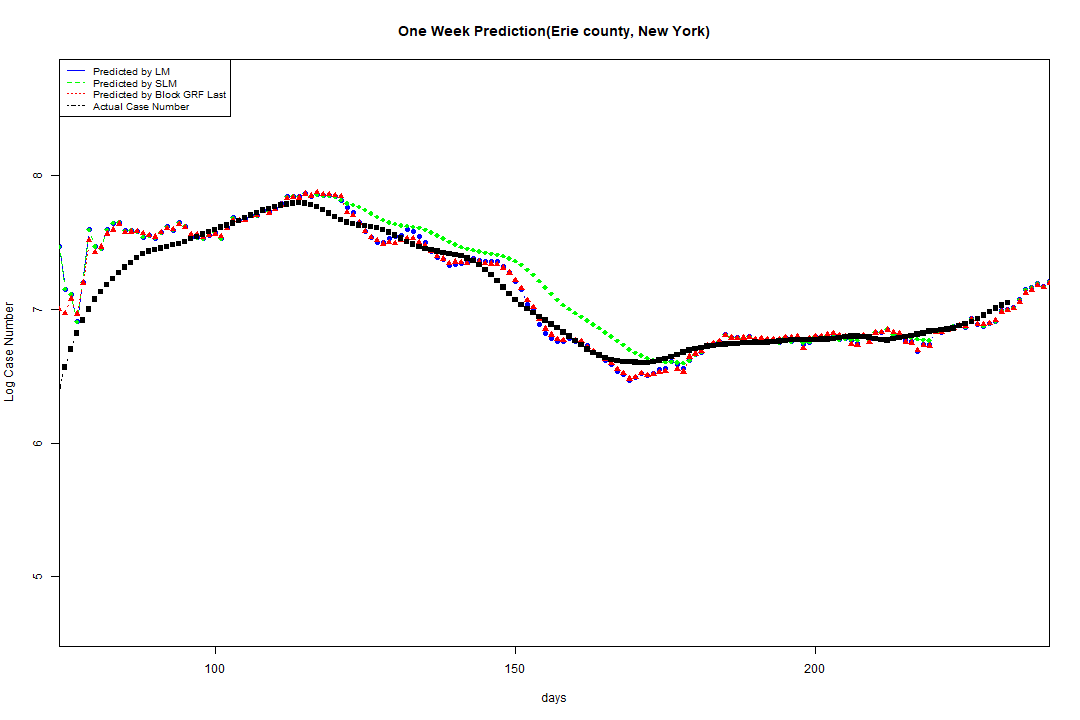 One Week Prediction(Erie county, New York)
Predicted by LM
Predicted by SLM
Predicted by Block GRF Last
Actual Case Number
8
7
6
5
Log Case Number
100 150 200
days